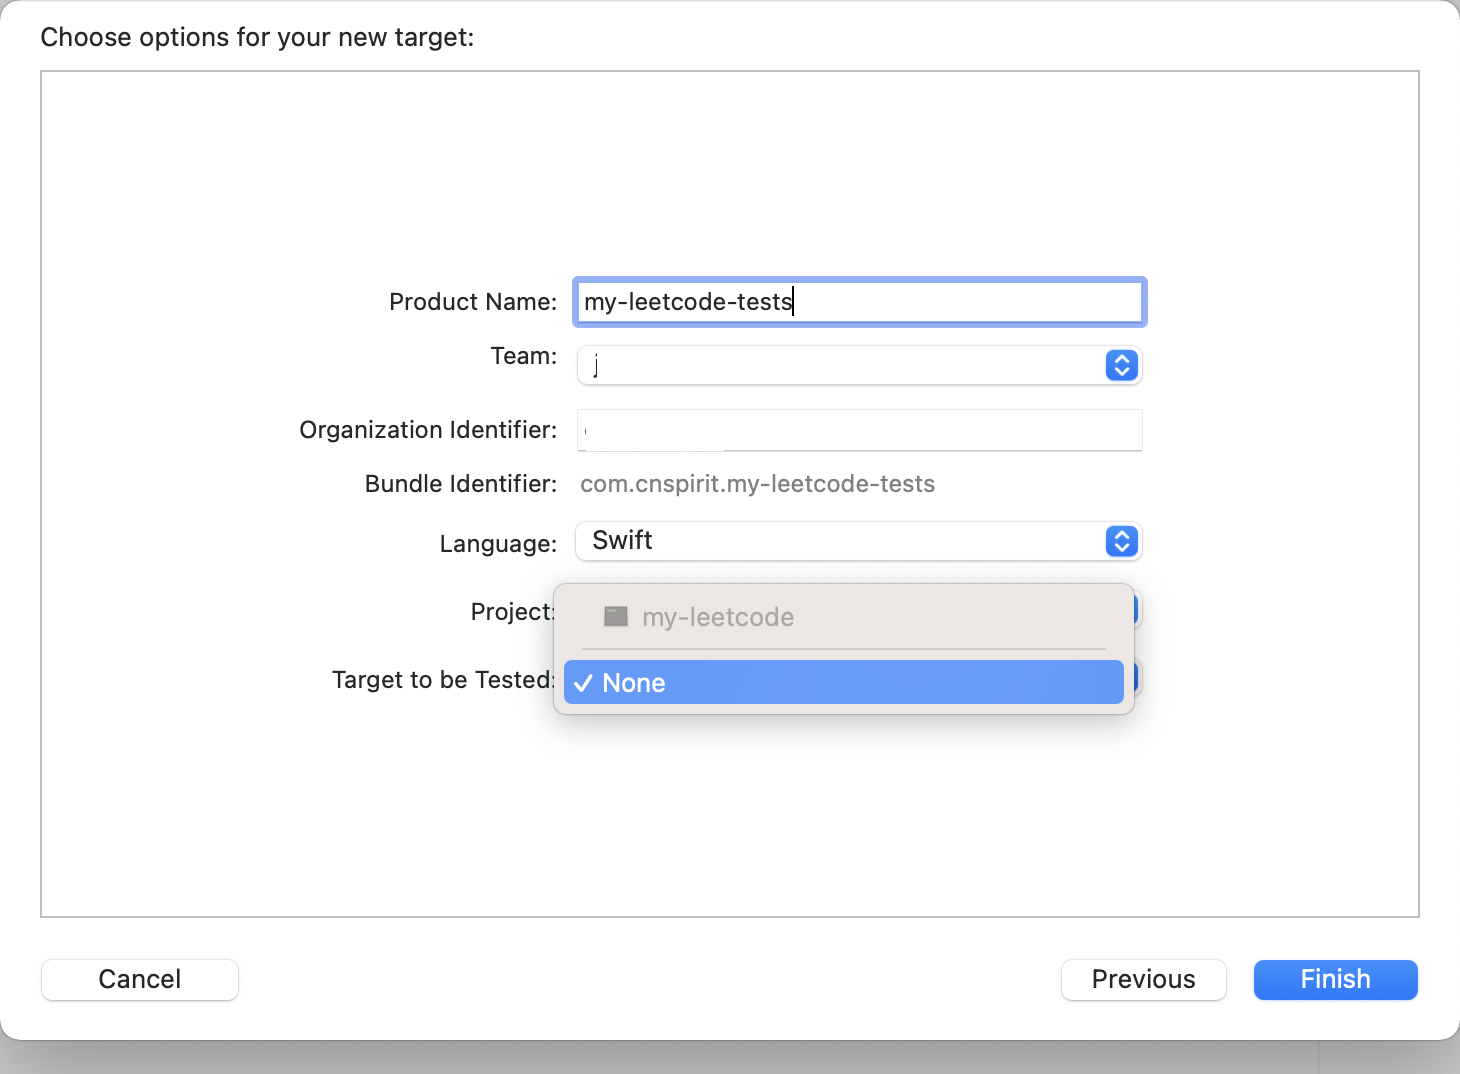 Choose options for your new target:
Product Name: my-leetcode-tests
Team:
Organization Identifier:
Bundle Identifier: com.cnspirit.my-leetcode-tests
Language: Swift
Project: my-leetcode
Target to be Tested: ✓ None
Cancel Previous Finish